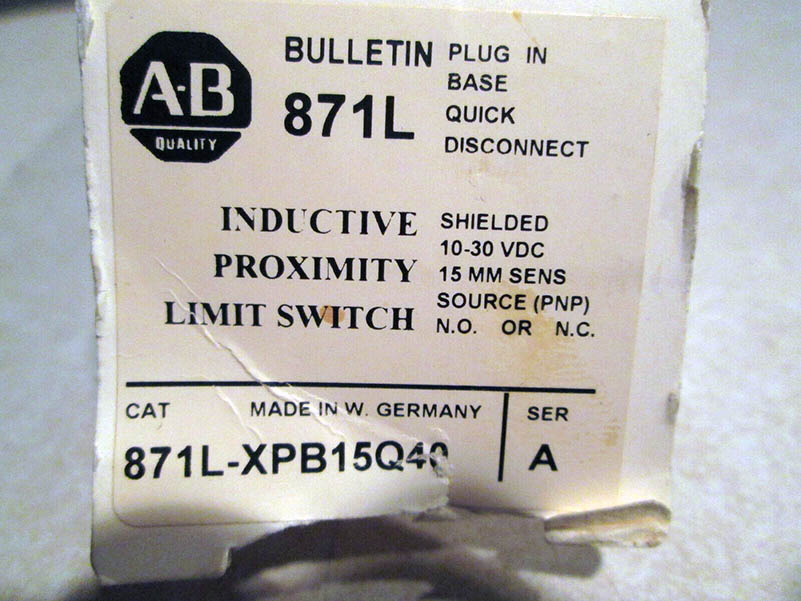 A-B
QUALITY
BULLETIN
871L
PLUG IN
BASE
QUICK
DISCONNECT
INDUCTIVE
PROXIMITY
LIMIT SWITCH
SHIELDED
10-30 VDC
15 MM SENS
SOURCE (PNP)
N.O. OR N.C.
CAT
MADE IN W. GERMANY
SER
871L-XPB15Q40
A